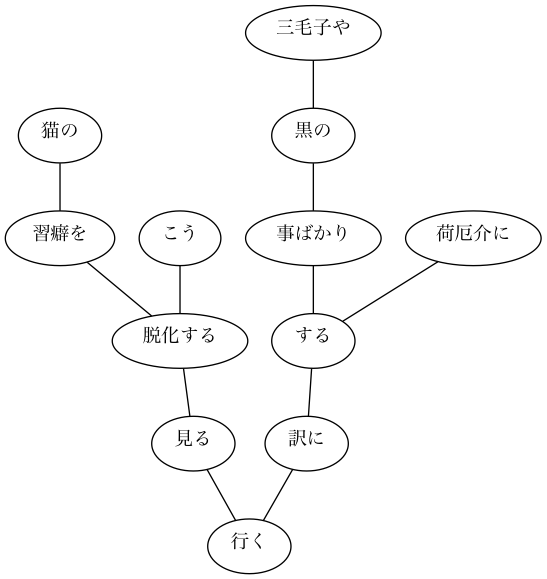 三毛子や
猫の
黒の
習癖を
こう
事ばかり
荷厄介に
脱化する
する
見る
訳に
行く